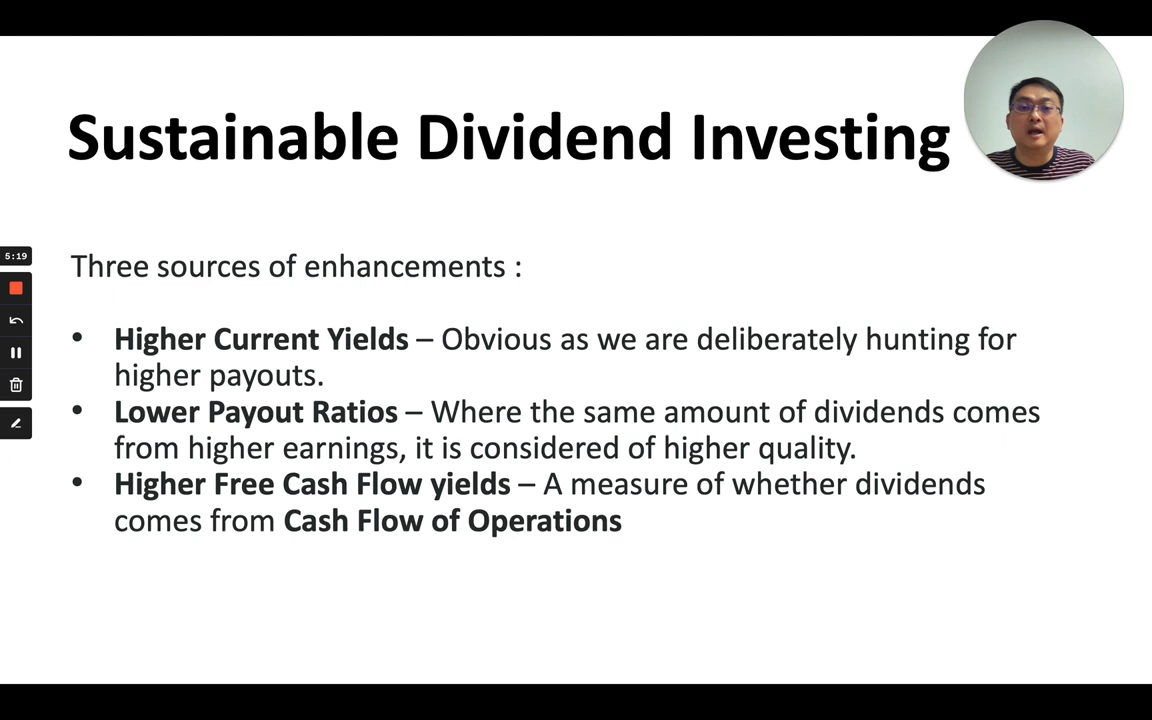 Sustainable Dividend Investing
5:19
Three sources of enhancements :
• Higher Current Yields – Obvious as we are deliberately hunting for
higher payouts.
• Lower Payout Ratios – Where the same amount of dividends comes
from higher earnings, it is considered of higher quality.
• Higher Free Cash Flow yields – A measure of whether dividends
comes from Cash Flow of Operations